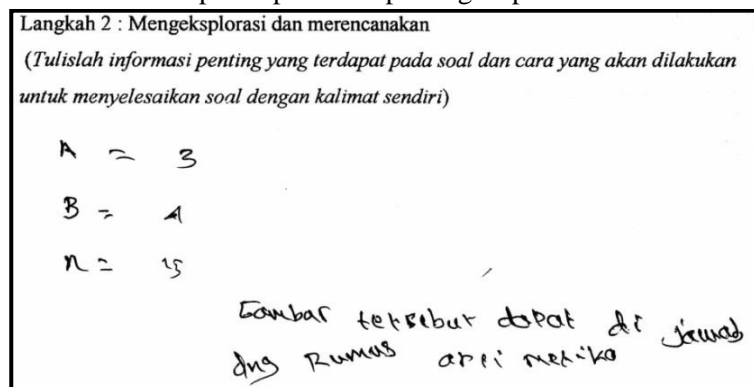 Langkah 2 : Mengeksplorasi dan merencanakan
(Tulislah informasi penting yang terdapat pada soal dan cara yang akan dilakukan
untuk menyelesaikan soal dengan kalimat sendiri)
A = 3
B = 4
n = 15
Gambar tersebut dapat di jawab
dng Rumus